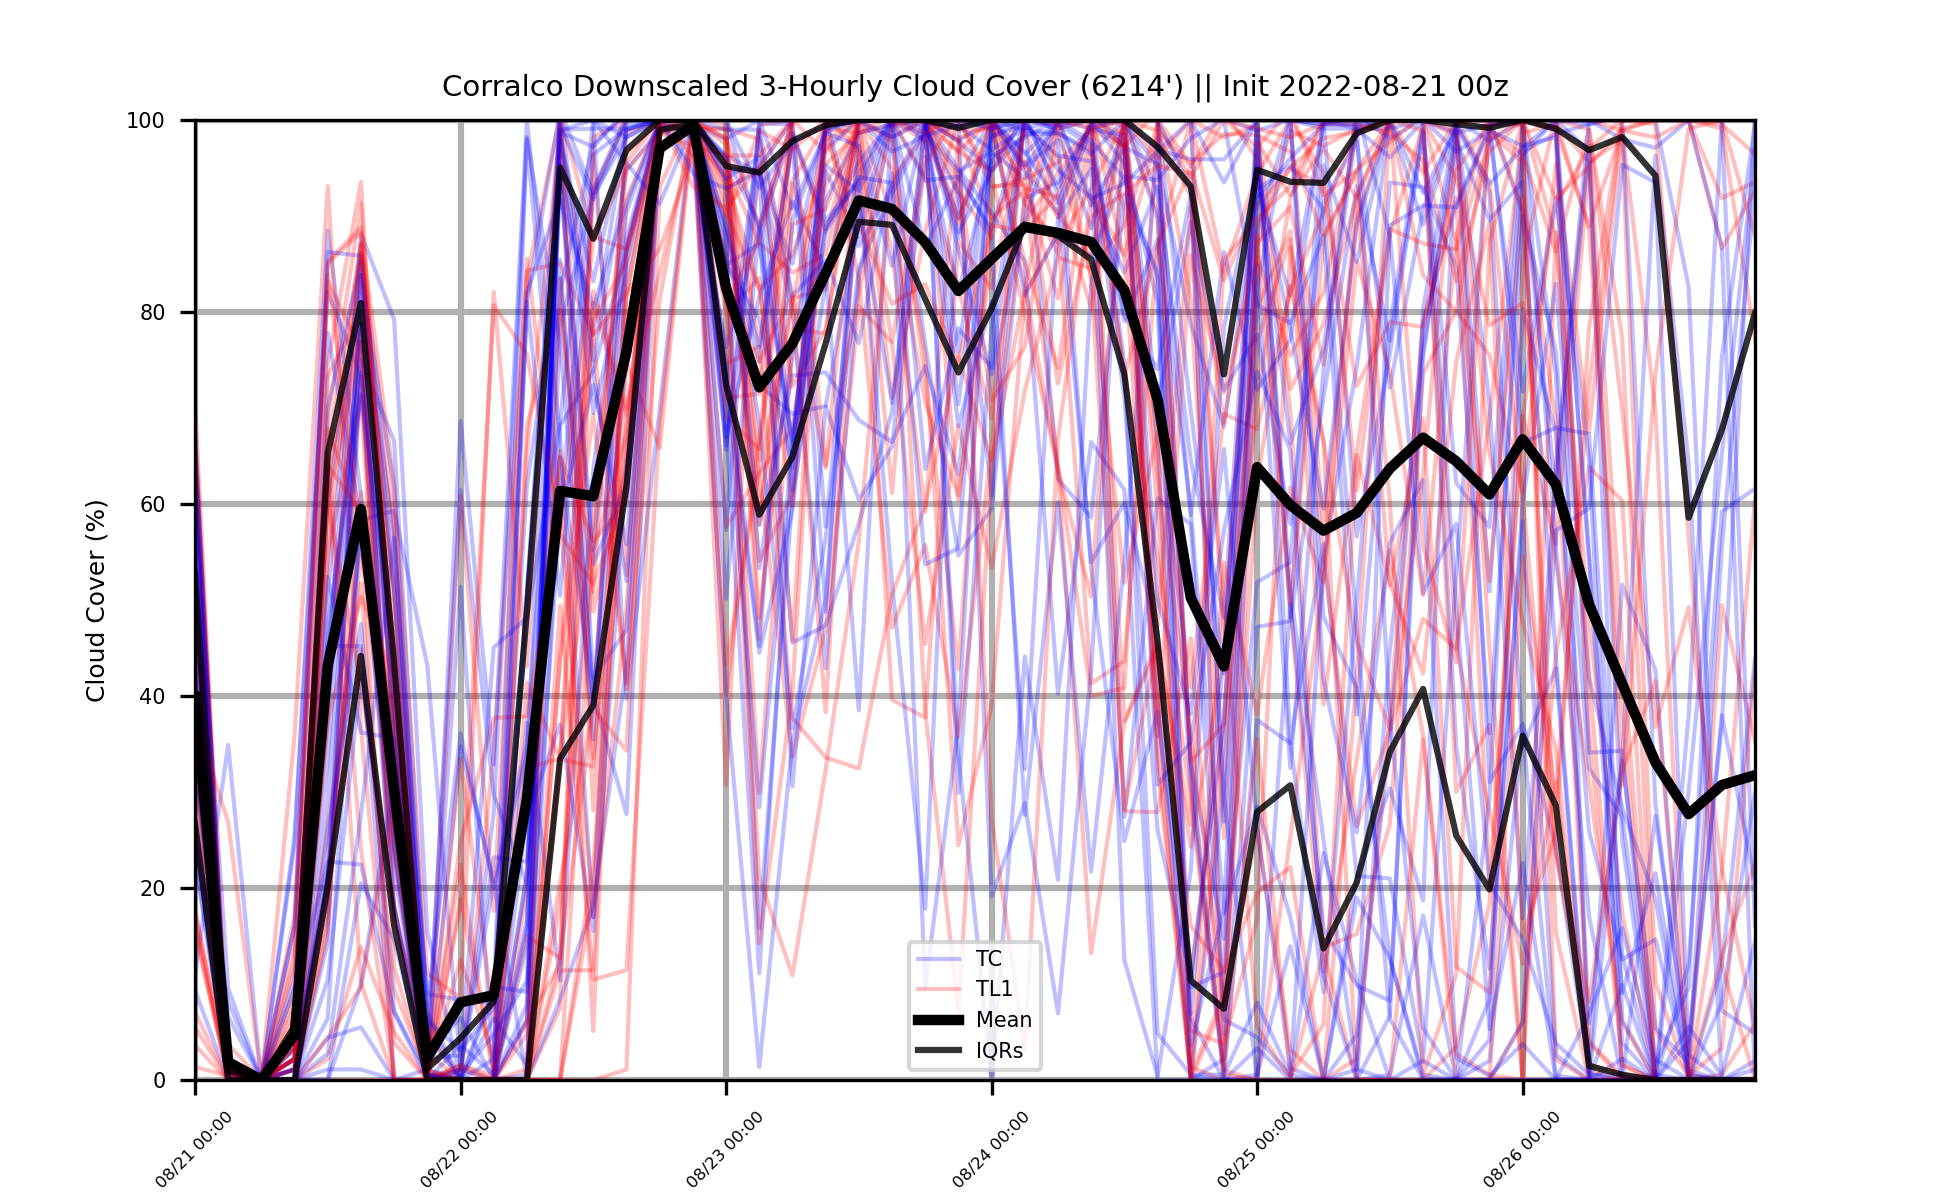 Corralco Downscaled 3-Hourly Cloud Cover (6214') || Init 2022-08-21 00z
100
80
60
40
20
0
Cloud Cover (%)
TC
TL1
Mean
IQRs
08/21 00:00
08/22 00:00
08/23 00:00
08/24 00:00
08/25 00:00
08/26 00:00